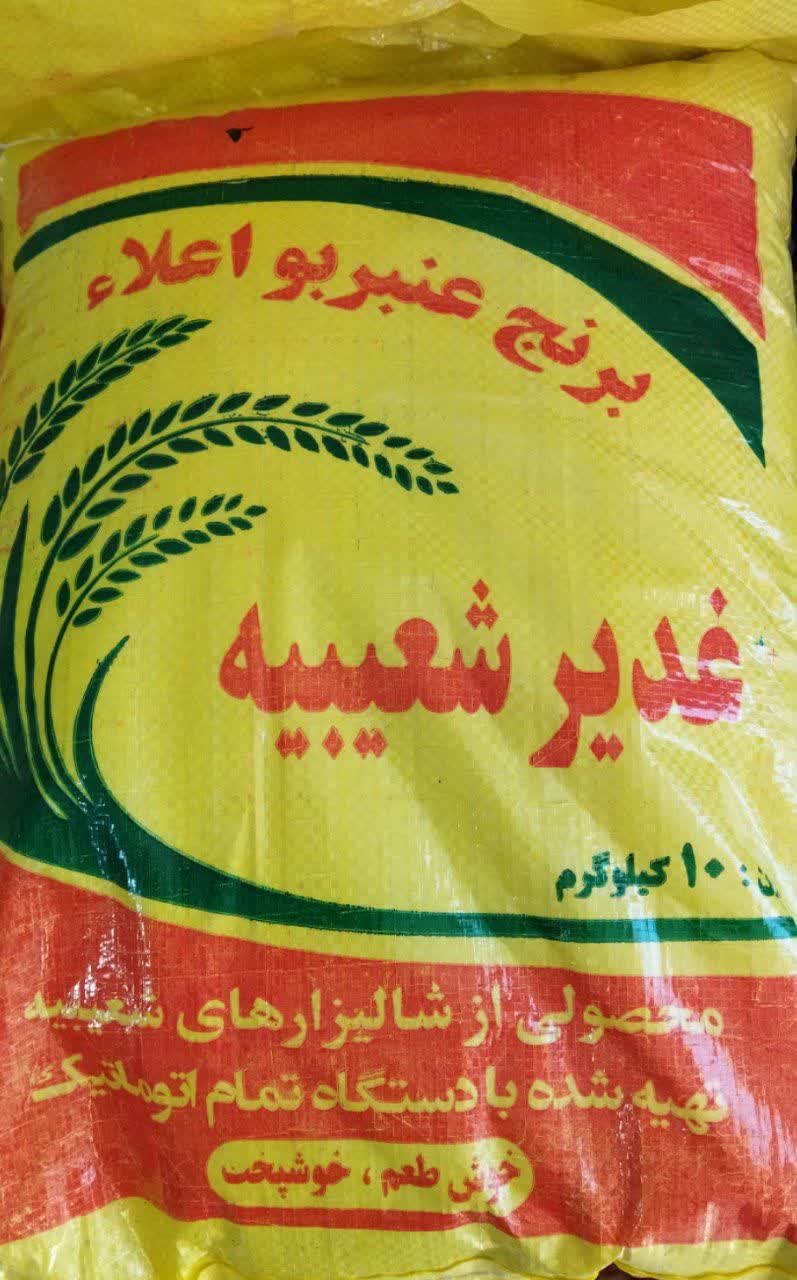 برنج عنبربو اعلاء
غدیر شعیبیه
۱۰ کیلوگرم
محصولی از شالیزارهای شعیبیه
تهیه شده با دستگاه تمام اتوماتیک
خوش طعم ، خوشپخت